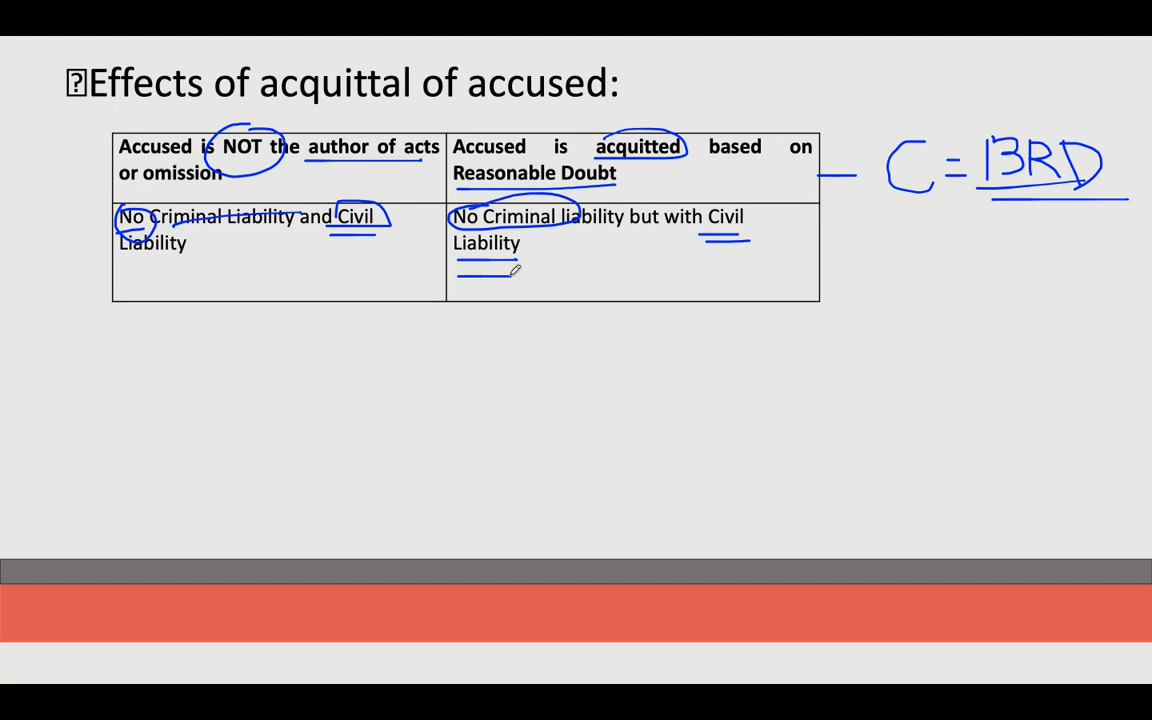 Effects of acquittal of accused:
Accused is NOT the author of acts
or omission
Accused is acquitted based on
Reasonable Doubt
No Criminal Liability and Civil
Liability
No Criminal liability but with Civil
Liability
— C = BRD